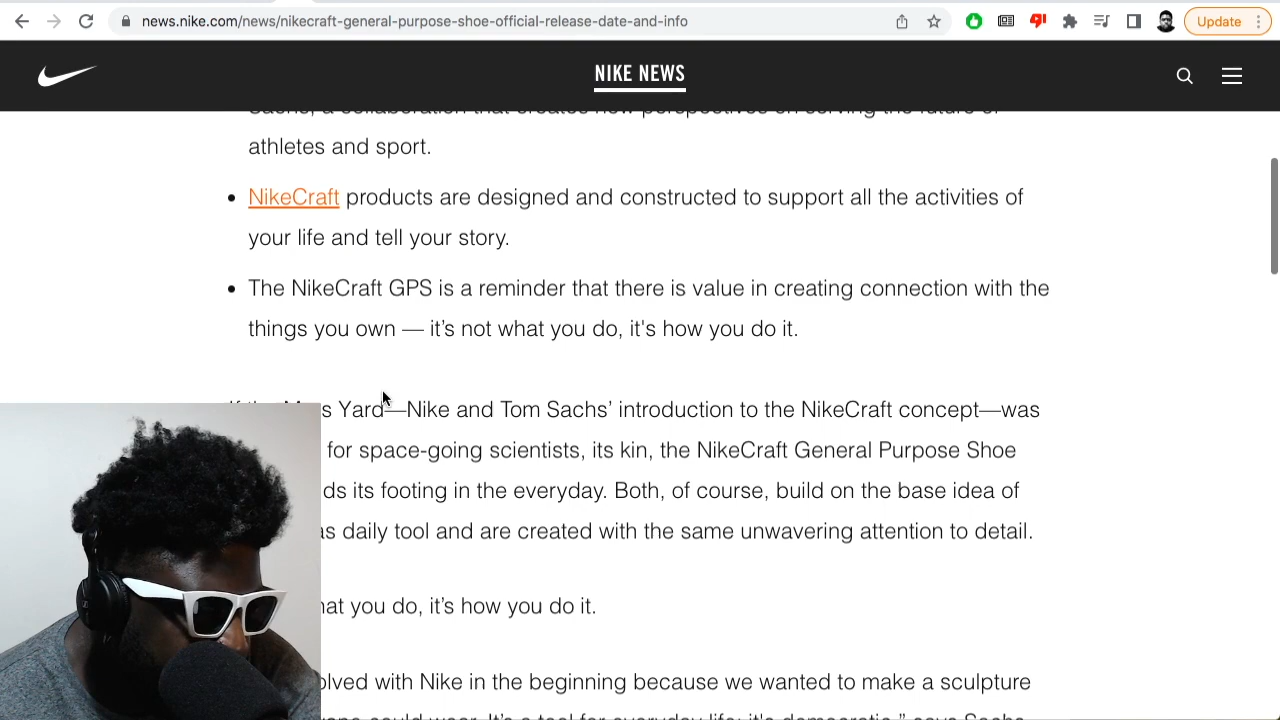 news.nike.com/news/nikecraft-general-purpose-shoe-official-release-date-and-info
Update
NIKE NEWS
athletes and sport.
NikeCraft products are designed and constructed to support all the activities of
your life and tell your story.
The NikeCraft GPS is a reminder that there is value in creating connection with the
things you own — it’s not what you do, it's how you do it.
Yard—Nike and Tom Sachs’ introduction to the NikeCraft concept—was
for space-going scientists, its kin, the NikeCraft General Purpose Shoe
its footing in the everyday. Both, of course, build on the base idea of
as daily tool and are created with the same unwavering attention to detail.
you do, it’s how you do it.
with Nike in the beginning because we wanted to make a sculpture